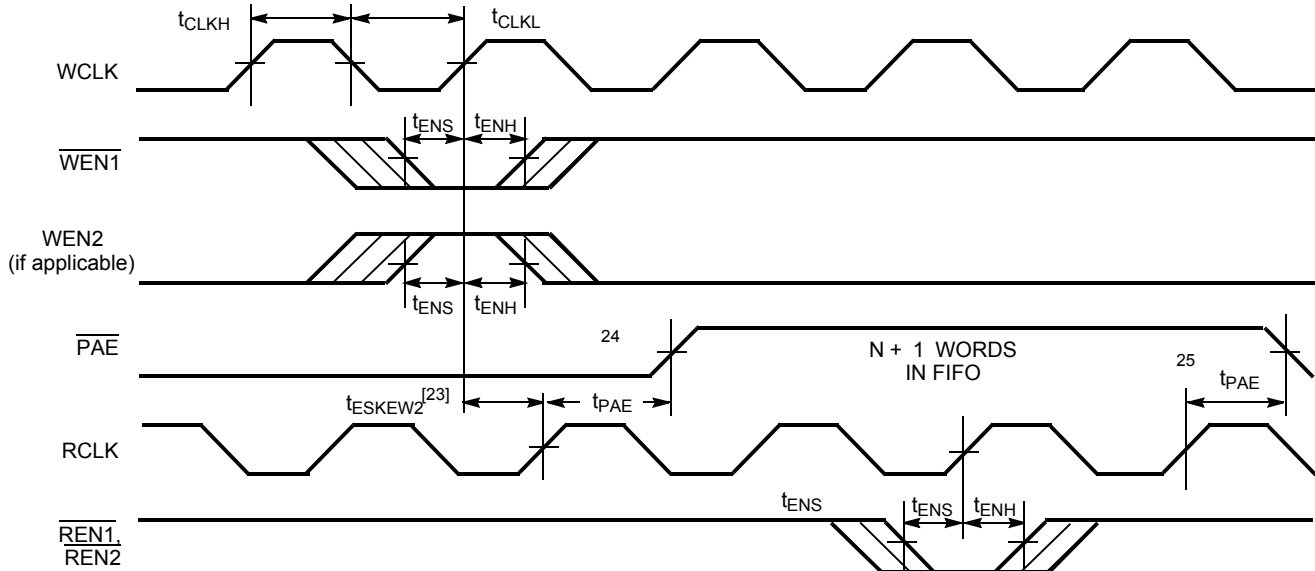 tCLKH
tCLKL
WCLK
tENS
tENH
WEN1
WEN2
(if applicable)
tENS
tENH
24
PAE
N + 1 WORDS
IN FIFO
25
tPAE
tESKEW2[23]
tPAE
RCLK
tENS
tENS
tENH
REN1,
REN2